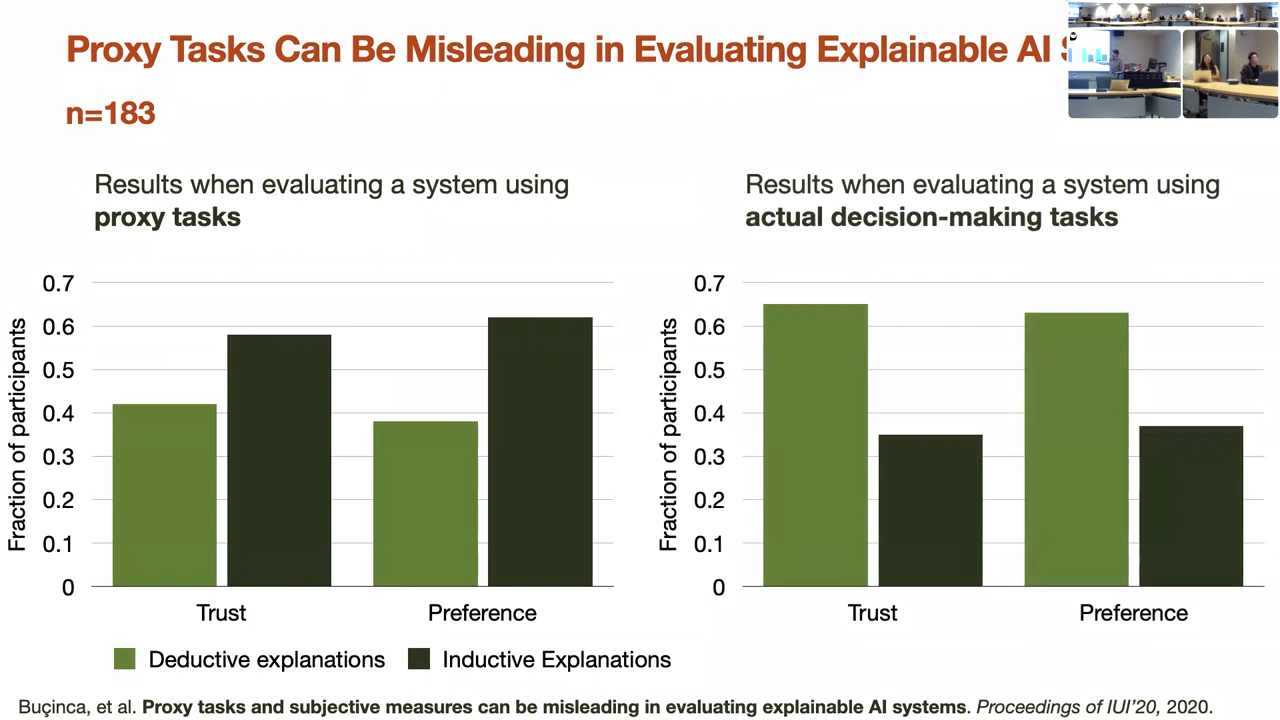 Proxy Tasks Can Be Misleading in Evaluating Explainable AI
n=183
Results when evaluating a system using
proxy tasks
Results when evaluating a system using
actual decision-making tasks
Fraction of participants
0.7
0.6
0.5
0.4
0.3
0.2
0.1
0
Trust
Preference
Fraction of participants
0.7
0.6
0.5
0.4
0.3
0.2
0.1
0
Trust
Preference
Deductive explanations
Inductive Explanations
Buçinca, et al. Proxy tasks and subjective measures can be misleading in evaluating explainable AI systems. Proceedings of IUI’20, 2020.